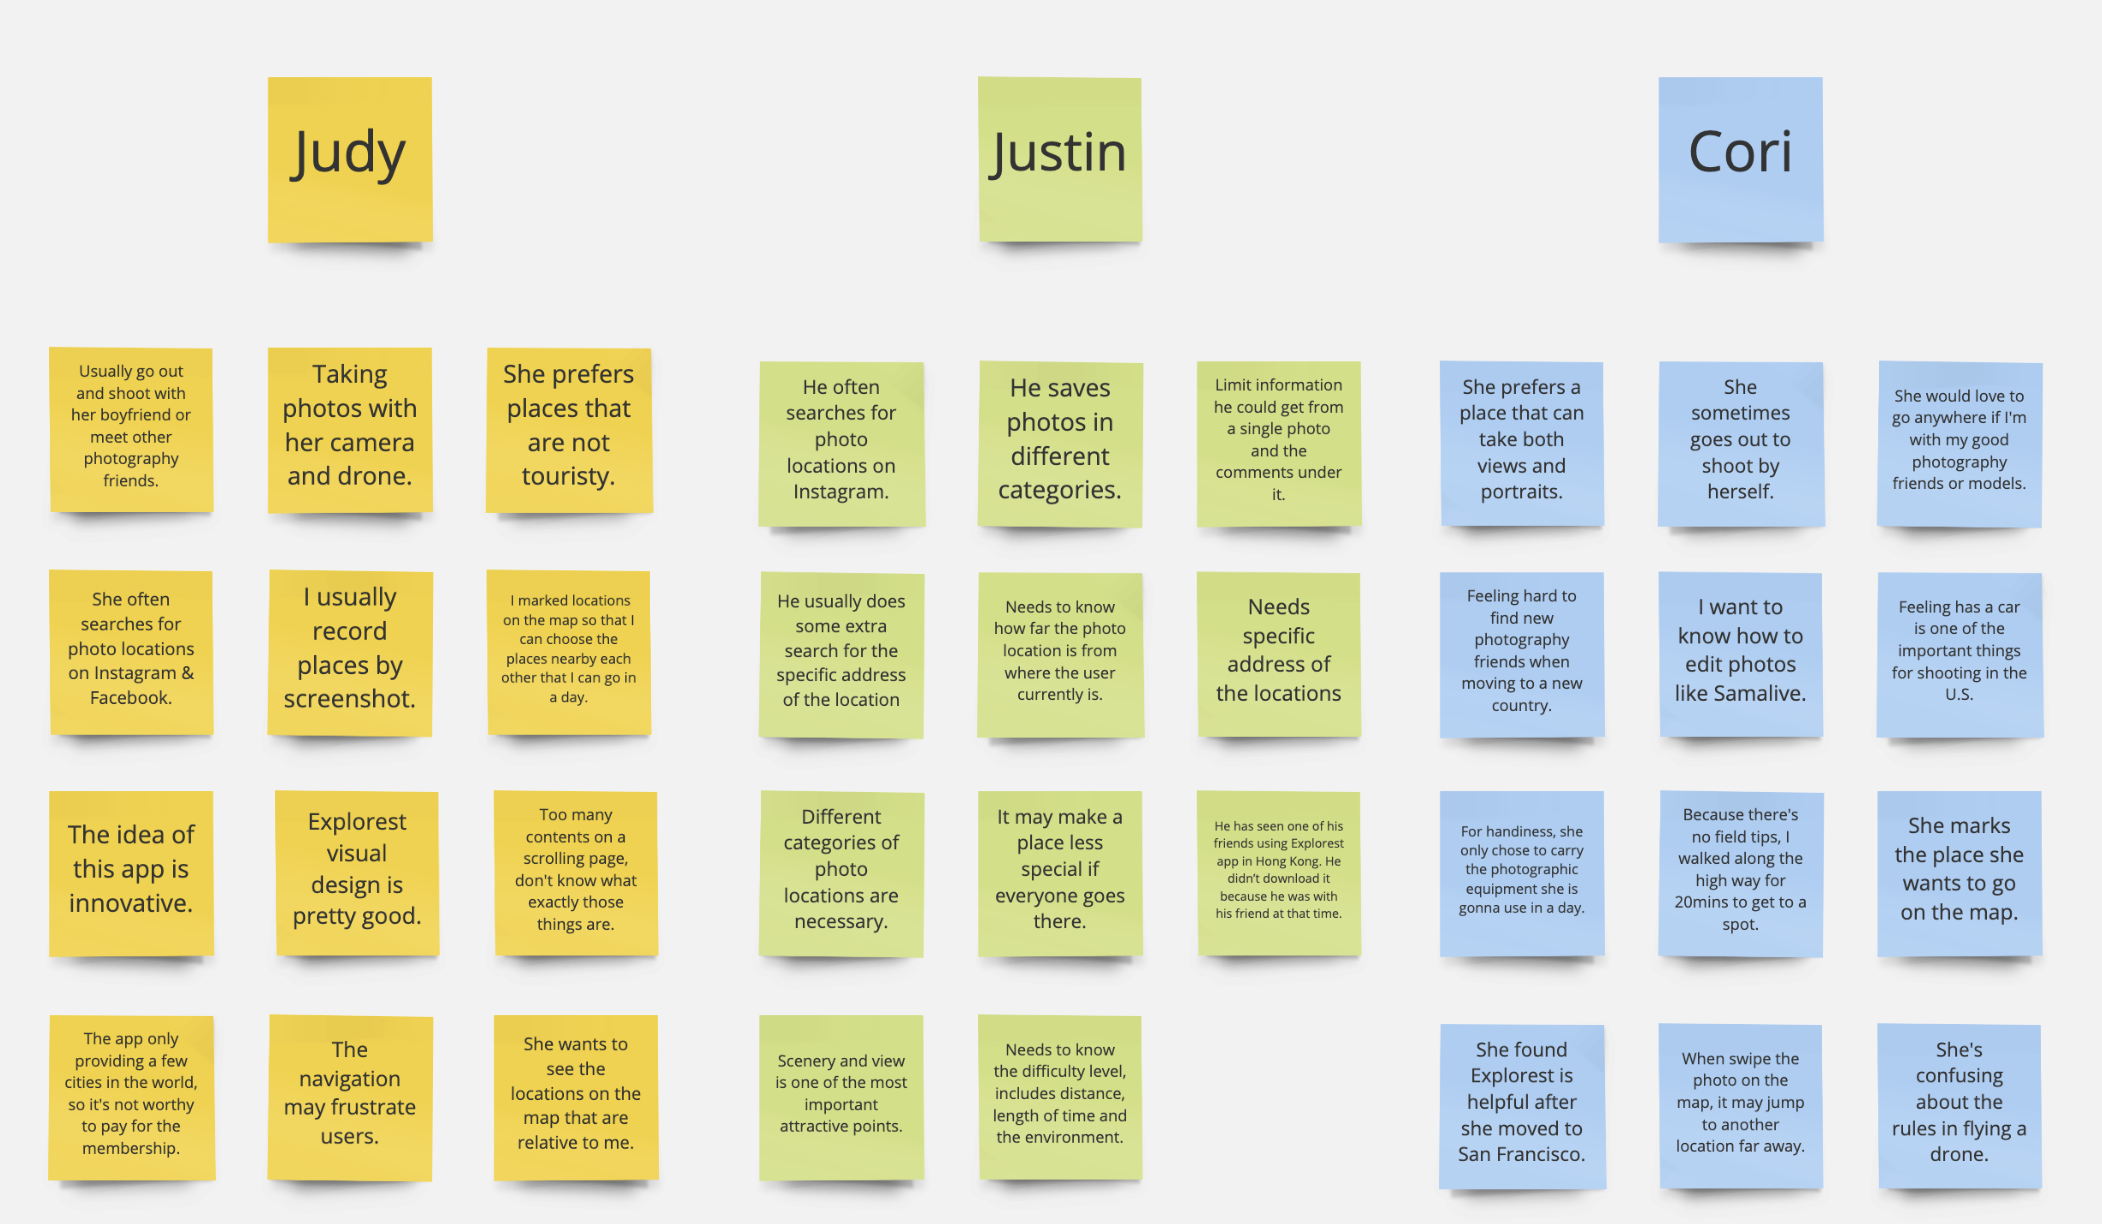 Judy
Justin
Cori
Usually go out
and shoot with
her boyfriend or
meet other
photography
friends.
Taking
photos with
her camera
and drone.
She prefers
places that
are not
touristy.
He often
searches for
photo
locations on
Instagram.
He saves
photos in
different
categories.
Limit information
he could get from
a single photo
and the
comments under
it.
She prefers a
place that can
take both
views and
portraits.
She
sometimes
goes out to
shoot by
herself.
She would love to
go anywhere if I'm
with my good
photography
friends or models.
She often
searches for
photo locations
on Instagram &
Facebook.
I usually
record
places by
screenshot.
I marked locations
on the map so that I
can choose the
places nearby each
other that I can go in
a day.
He usually does
some extra
search for the
specific address
of the location
Needs to know
how far the photo
location is from
where the user
currently is.
Needs
specific
address of
the locations
Feeling hard to
find new
photography
friends when
moving to a new
country.
I want to
know how to
edit photos
like Samalive.
Feeling has a car
is one of the
important things
for shooting in the
U.S.
The idea of
this app is
innovative.
Explorest
visual
design is
pretty good.
Too many
contents on a
scrolling page,
don't know what
exactly those
things are.
Different
categories of
photo
locations are
necessary.
It may make a
place less
special if
everyone goes
there.
He has seen one of his
friends using Explorest
app in Hong Kong. He
didn't download it
because he was with
his friend at that time.
For handiness, she
only chose to carry
the photographic
equipment she is
gonna use in a day.
Because there's
no field tips, I
walked along the
high way for
20mins to get to a
spot.
She marks
the place she
wants to go
on the map.
The app only
providing a few
cities in the world,
so it's not worthy
to pay for the
membership.
The
navigation
may frustrate
users.
She wants to
see the
locations on the
map that are
relative to me.
Scenery and view
is one of the most
important
attractive points.
Needs to know
the difficulty level,
includes distance,
length of time and
the environment.
She found
Explorest is
helpful after
she moved to
San Francisco.
When swipe the
photo on the
map, it may jump
to another
location far away.
She's
confusing
about the
rules in flying a
drone.